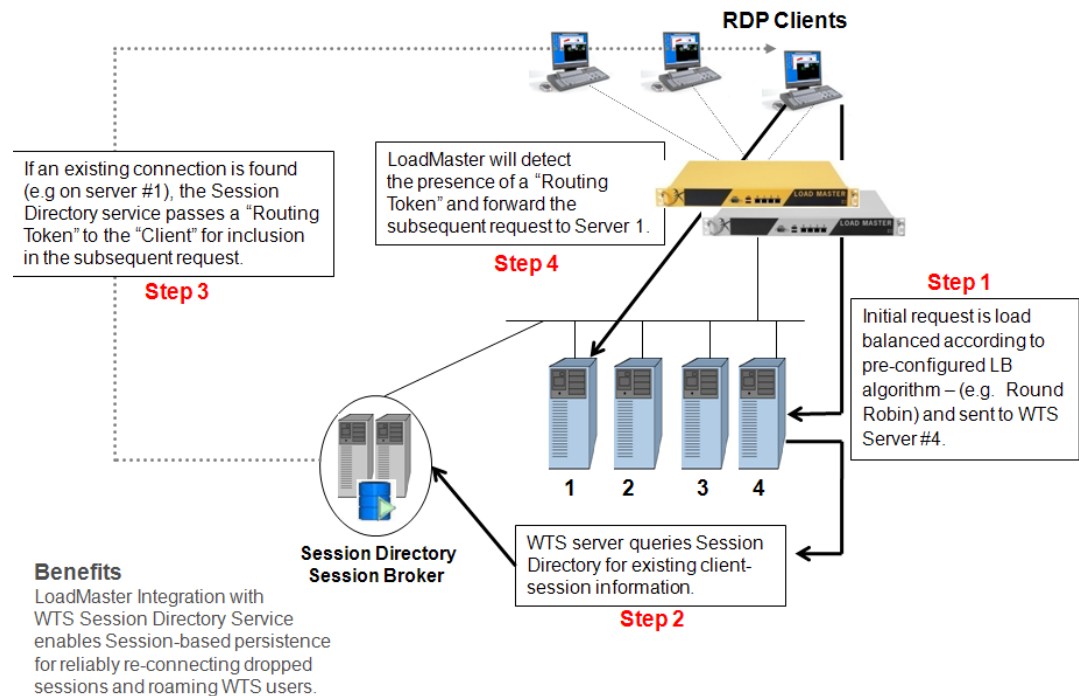 RDP Clients
If an existing connection is found
(e.g on server #1), the Session
Directory service passes a “Routing
Token” to the “Client” for inclusion
in the subsequent request.
Step 3
LoadMaster will detect
the presence of a “Routing
Token” and forward the
subsequent request to Server 1.
Step 4
LOAD MASTER
LOAD MASTER
Step 1
Initial request is load
balanced according to
pre-configured LB
algorithm – (e.g. Round
Robin) and sent to WTS
Server #4.
1
2
3
4
Session Directory
Session Broker
WTS server queries Session
Directory for existing client-
session information.
Step 2
Benefits
LoadMaster Integration with
WTS Session Directory Service
enables Session-based persistence
for reliably re-connecting dropped
sessions and roaming WTS users.